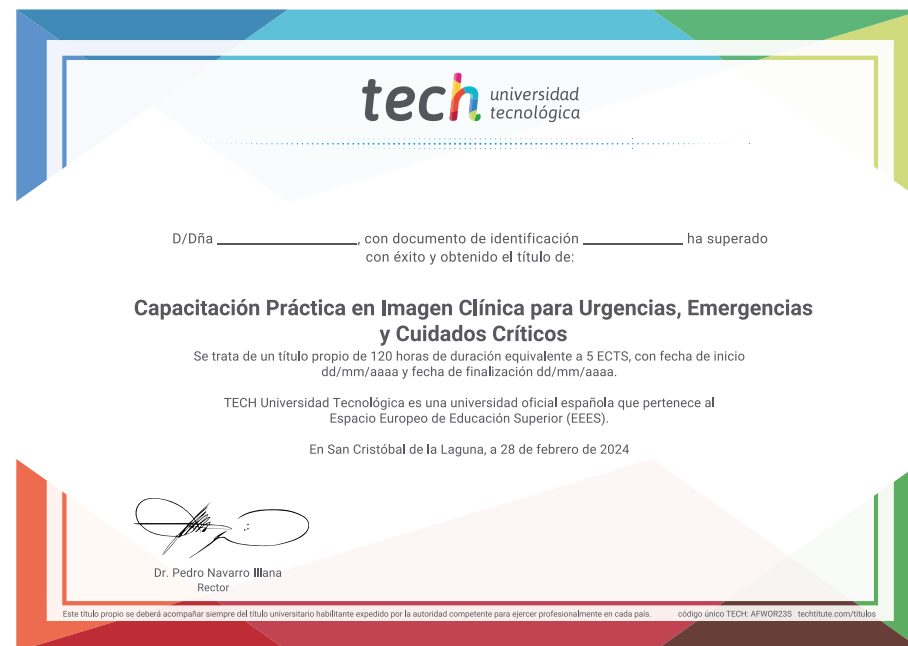 tech universidad
tecnológica
D/Dña ____________________, con documento de identificación ______________ ha superado
con éxito y obtenido el título de:
Capacitación Práctica en Imagen Clínica para Urgencias, Emergencias
y Cuidados Críticos
Se trata de un título propio de 120 horas de duración equivalente a 5 ECTS, con fecha de inicio
dd/mm/aaaa y fecha de finalización dd/mm/aaaa.
TECH Universidad Tecnológica es una universidad oficial española que pertenece al
Espacio Europeo de Educación Superior (EEES).
En San Cristóbal de la Laguna, a 28 de febrero de 2024
Dr. Pedro Navarro Illana
Rector
Este título propio se deberá acompañar siempre del título universitario habilitante expedido por la autoridad competente para ejercer profesionalmente en cada país. código único TECH: AFWOR23S techtitute.com/titulos